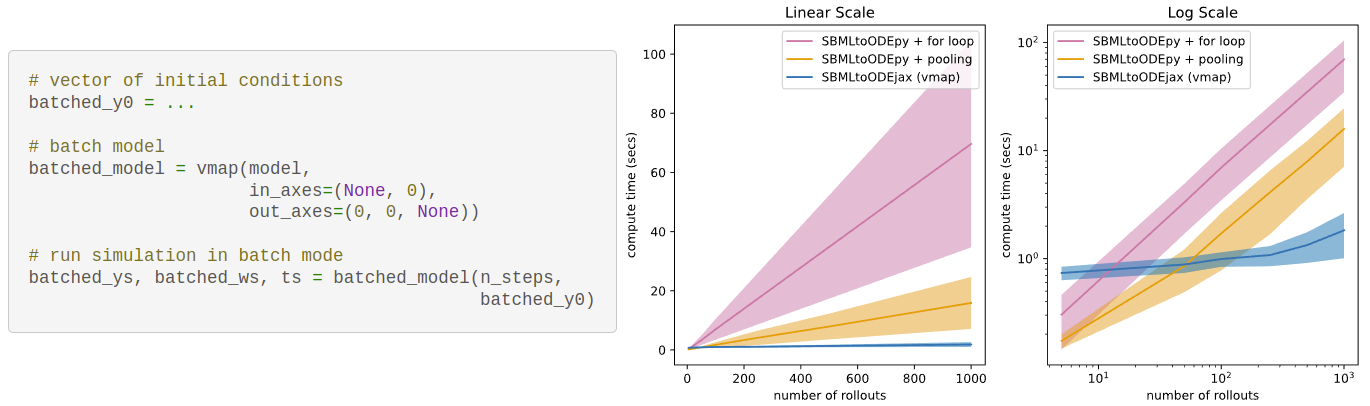 # vector of initial conditions
batched_y0 = ...
# batch model
batched_model = vmap(model,
in_axes=(None, 0),
out_axes=(0, 0, None))
# run simulation in batch mode
batched_ys, batched_ws, ts = batched_model(n_steps,
batched_y0)
Linear Scale
SBMLtoODEpy + for loop
SBMLtoODEpy + pooling
SBMLtoODEjax (vmap)
compute time (secs)
100
80
60
40
20
0
0 200 400 600 800 1000
number of rollouts
Log Scale
SBMLtoODEpy + for loop
SBMLtoODEpy + pooling
SBMLtoODEjax (vmap)
compute time (secs)
10²
10¹
10⁰
10¹ 10² 10³
number of rollouts